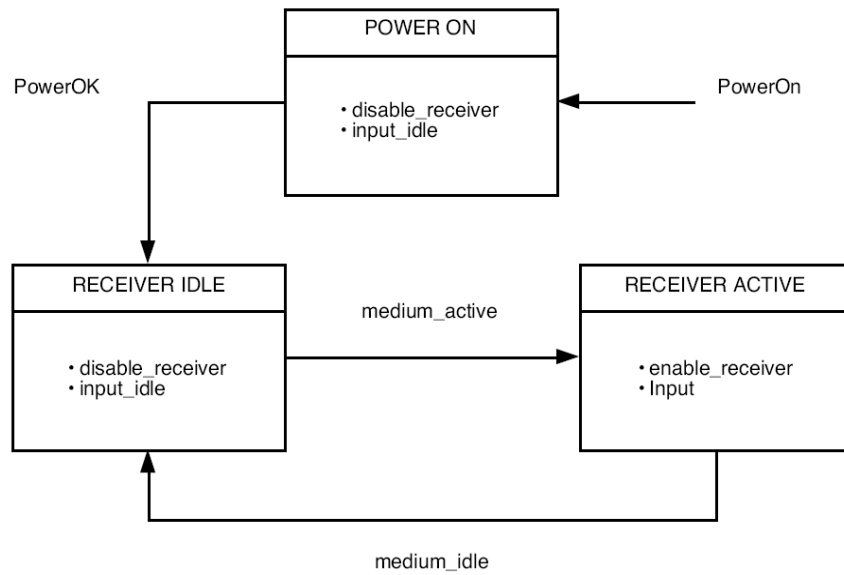 POWER ON
PowerOK
PowerOn
• disable_receiver
• input_idle
RECEIVER IDLE
RECEIVER ACTIVE
medium_active
• disable_receiver
• input_idle
• enable_receiver
• Input
medium_idle